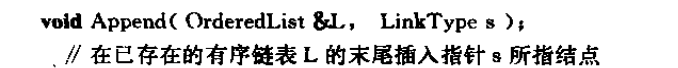 void Append( OrderedList &L, LinkType s );
// 在已存在的有序链表 L 的末尾插入指针 s 所指结点